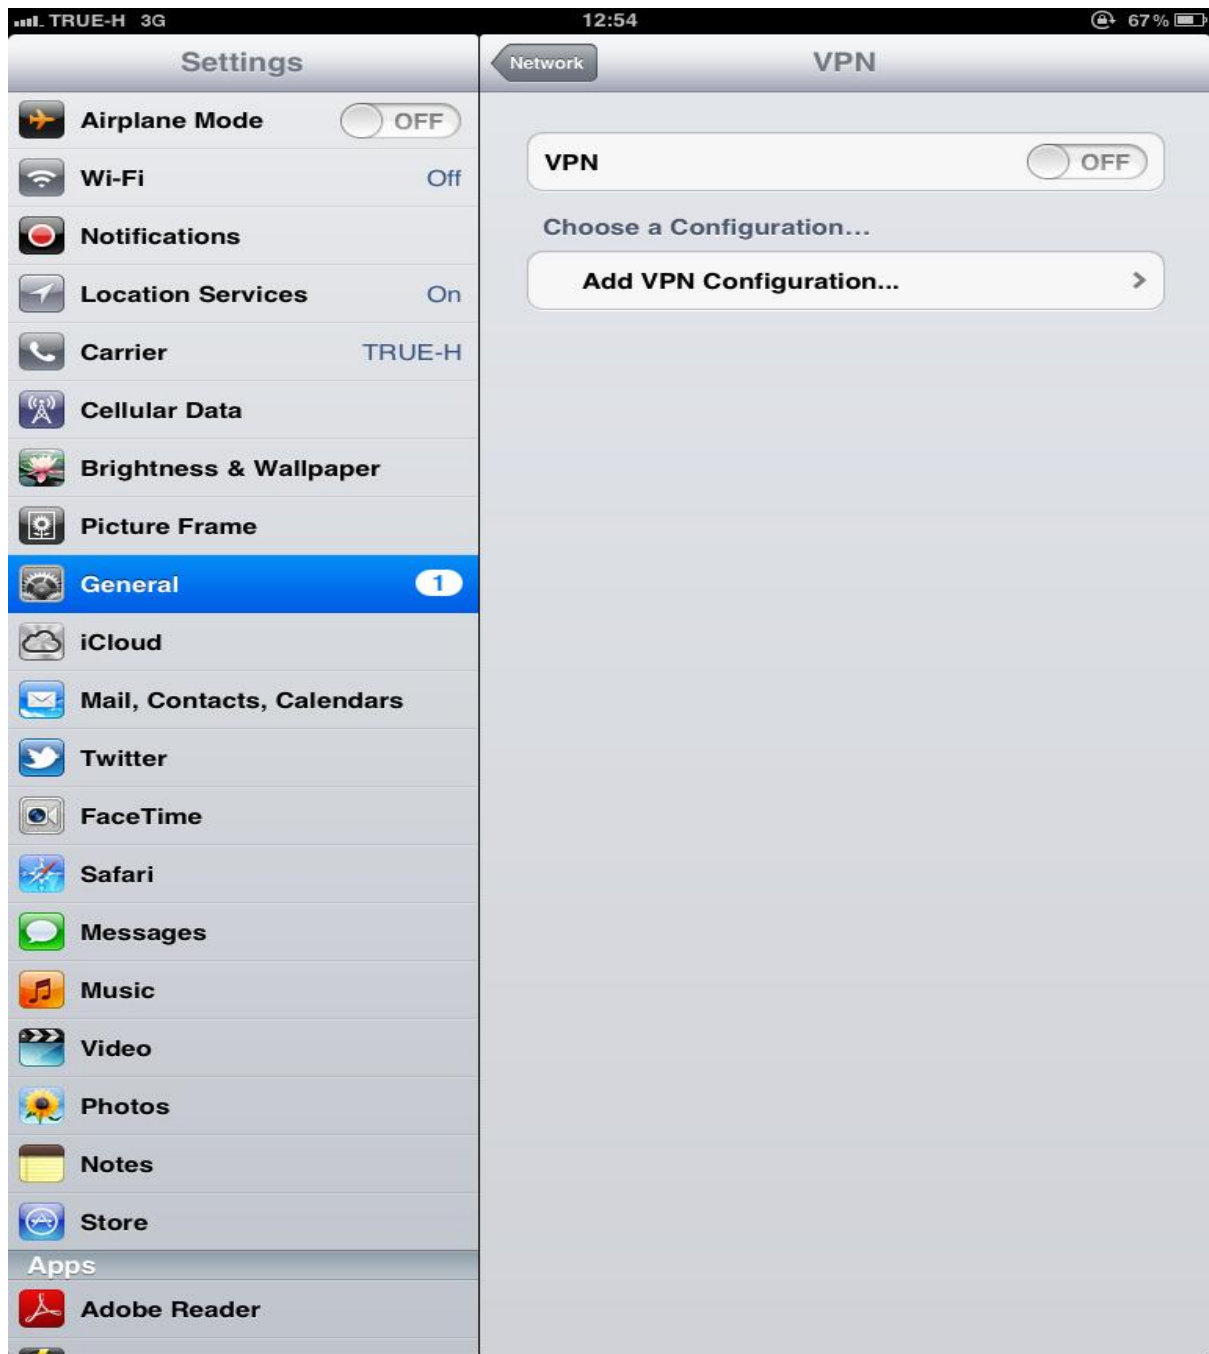 TRUE-H 3G 12:54 67%
Settings
Network VPN
Airplane Mode OFF
Wi-Fi Off
Notifications
Location Services On
Carrier TRUE-H
Cellular Data
Brightness & Wallpaper
Picture Frame
General 1
iCloud
Mail, Contacts, Calendars
Twitter
FaceTime
Safari
Messages
Music
Video
Photos
Notes
Store
Apps
Adobe Reader
VPN OFF
Choose a Configuration...
Add VPN Configuration...